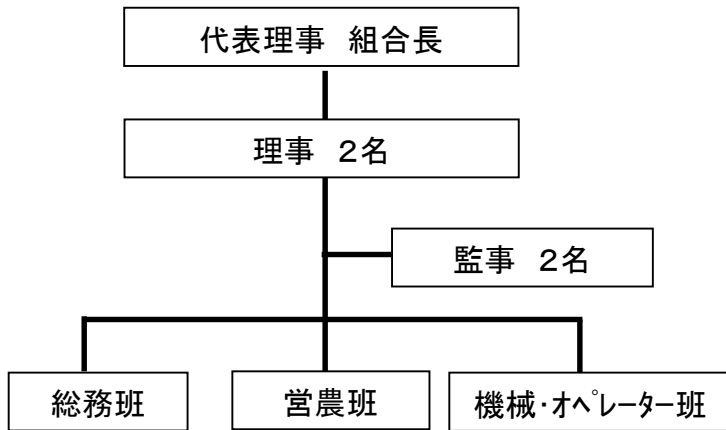 代表理事　組合長
理事　２名
監事　２名
総務班
営農班
機械･ｵﾍﾟﾚｰﾀｰ班